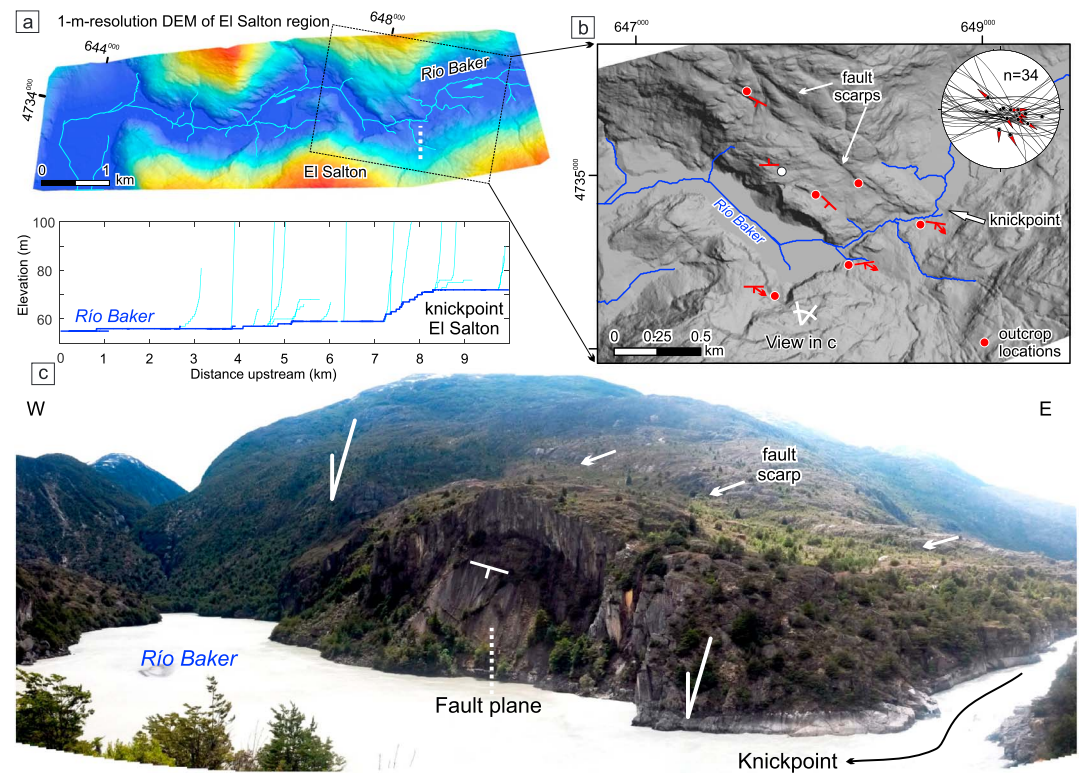 a
1-m-resolution DEM of El Salton region
644000
648000
4734000
Río Baker
El Salton
0 1
km
Elevation (m)
100
80
60
Río Baker
knickpoint
El Salton
0 1 2 3 4 5 6 7 8 9
Distance upstream (km)
b
647000
649000
4735000
n=34
fault
scarps
Río Baker
knickpoint
View in c
0 0.25 0.5
km
outcrop
locations
c
W
E
fault
scarp
Río Baker
Fault plane
Knickpoint